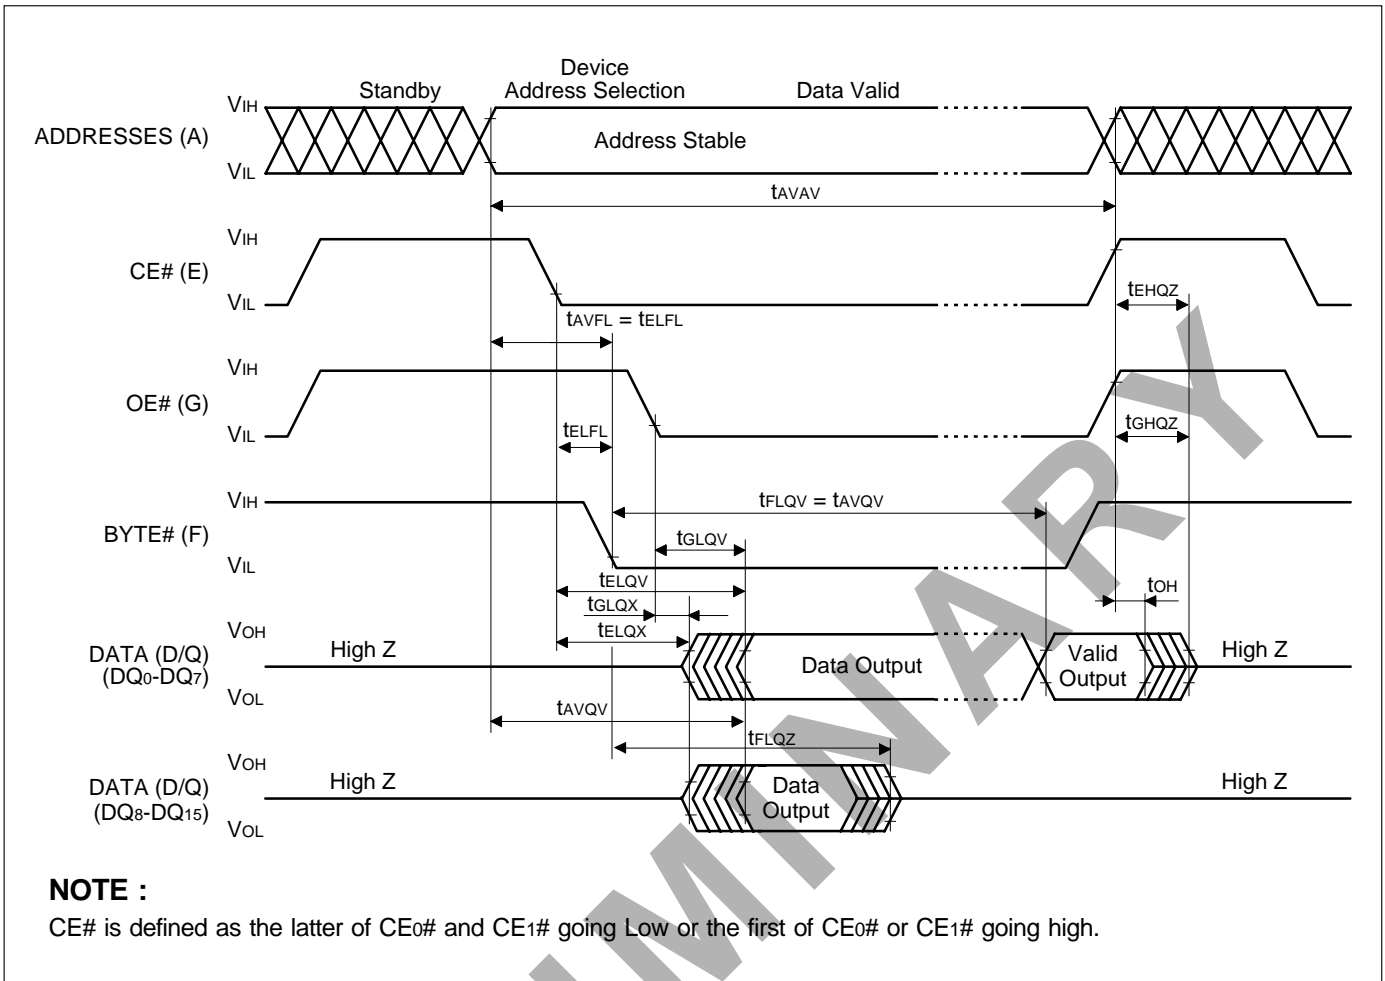 Device
Standby Address Selection Data Valid
VIH
ADDRESSES (A) Address Stable
VIL
tAVAV
VIH
CE# (E)
VIL tEHQZ
tAVFL = tELFL
VIH
OE# (G)
VIL tELFL tGHQZ
VIH tFLQV = tAVQV
BYTE# (F) tGLQV
VIL
tELQV tOH
tGLQX
VOH tELQX
DATA (D/Q) High Z Data Output Valid High Z
(DQ0-DQ7) Output
VOL
tAVQV
tFLQZ
VOH
DATA (D/Q) High Z Data High Z
(DQ8-DQ15) Output
VOL
NOTE :
CE# is defined as the latter of CE0# and CE1# going Low or the first of CE0# or CE1# going high.
MINARY